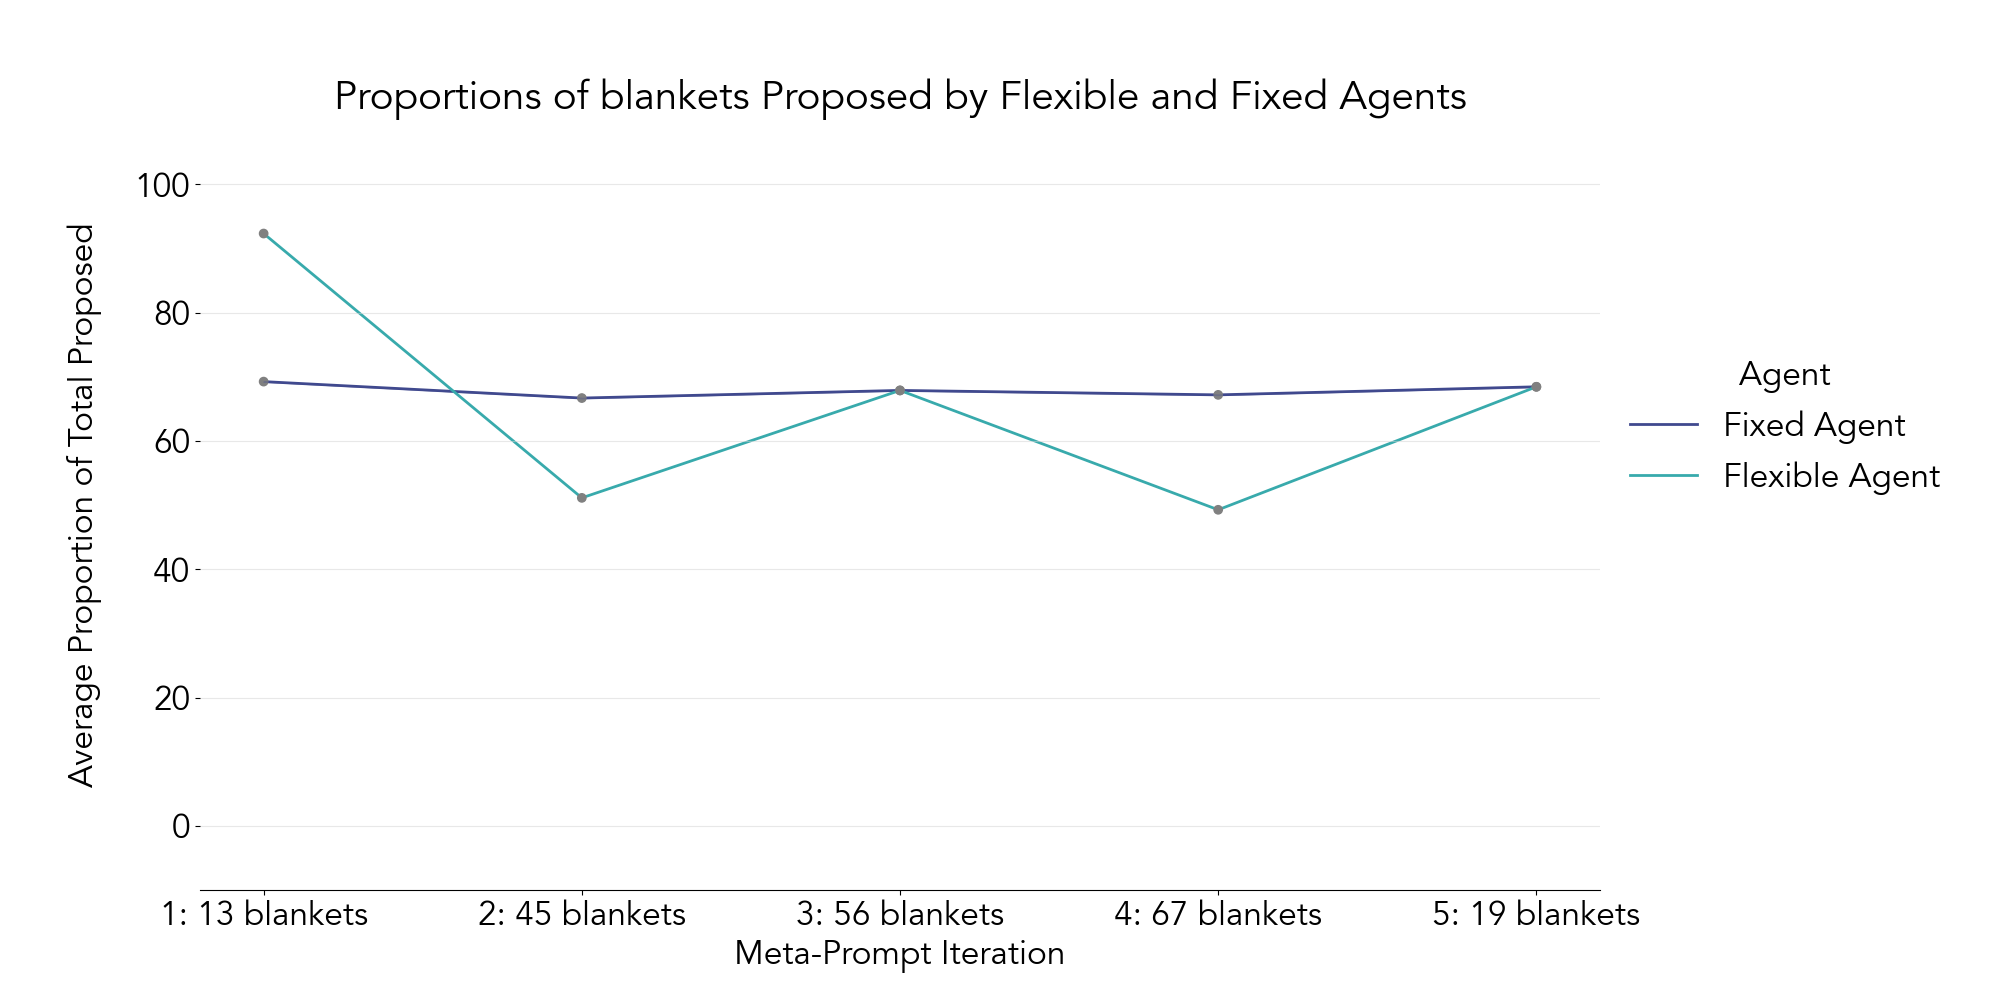 Proportions of blankets Proposed by Flexible and Fixed Agents
Average Proportion of Total Proposed
100
80
60
40
20
0
1: 13 blankets
2: 45 blankets
3: 56 blankets
4: 67 blankets
5: 19 blankets
Meta-Prompt Iteration
Agent
Fixed Agent
Flexible Agent